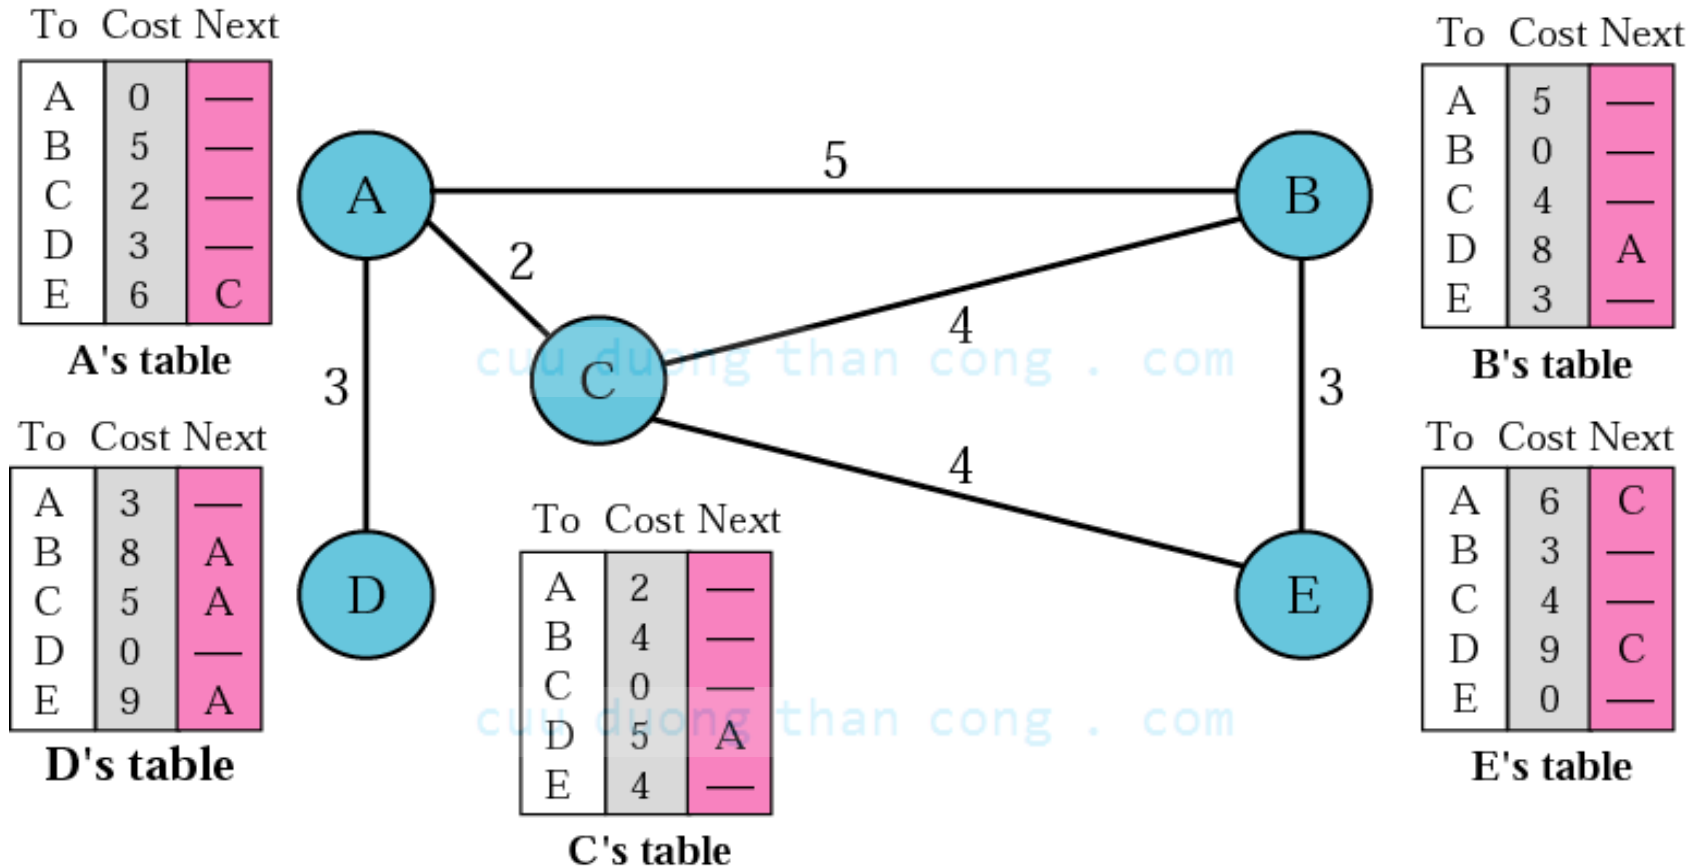 To Cost Next
A 0 —
B 5 —
C 2 —
D 3 —
E 6 C
A's table
To Cost Next
A 5 —
B 0 —
C 4 —
D 8 A
E 3 —
B's table
A
B
C
D
E
5
2
4
3
3
4
cuu duong than cong . com
To Cost Next
A 3 —
B 8 A
C 5 A
D 0 —
E 9 A
D's table
To Cost Next
A 2 —
B 4 —
C 0 —
D 5 A
E 4 —
C's table
cuu duong than cong . com
To Cost Next
A 6 C
B 3 —
C 4 —
D 9 C
E 0 —
E's table